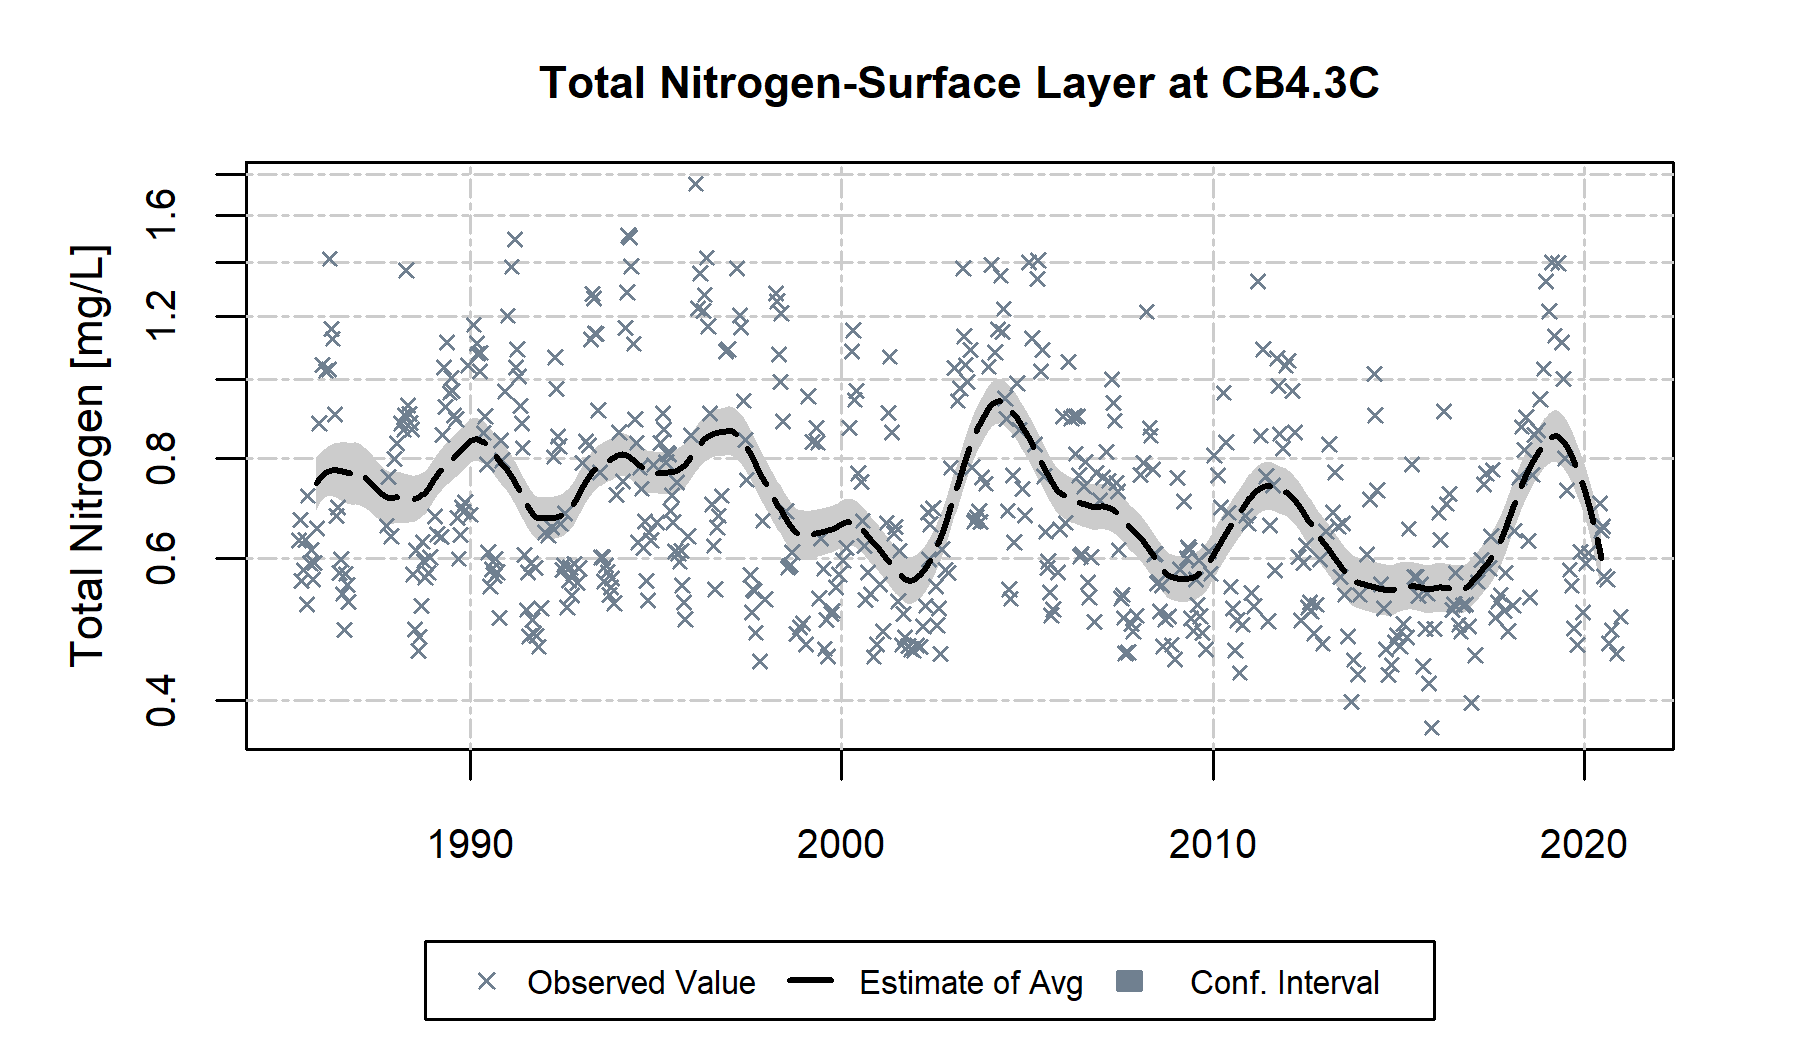 Total Nitrogen-Surface Layer at CB4.3C
Total Nitrogen [mg/L]
1.6
1.2
0.8
0.6
0.4
1990 2000 2010 2020
Observed Value Estimate of Avg Conf. Interval